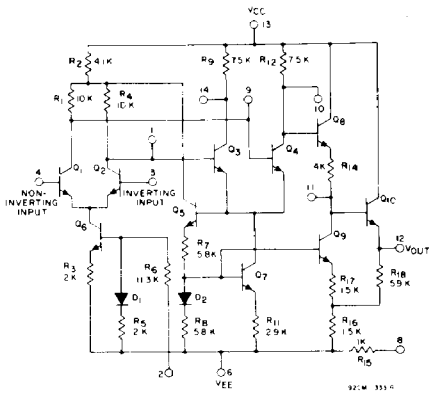 VCC
13
R2 4.1K
R9 7.5K
R12 7.5K
R1 10K
R4 10K
14
9
10
Q8
1
4K R14
4
Q1
Q2
3
Q3
Q4
11
NON-INVERTING INPUT
INVERTING INPUT
Q5
Q10
Q6
12
VOUT
R7 5.8K
Q9
Q7
R3 2K
R6 11.3K
R17 1.5K
R18 5.9K
D1
D2
R5 2K
R8 5.8K
R11 2.9K
R16 1.5K
1K
R15
8
2
6
VEE